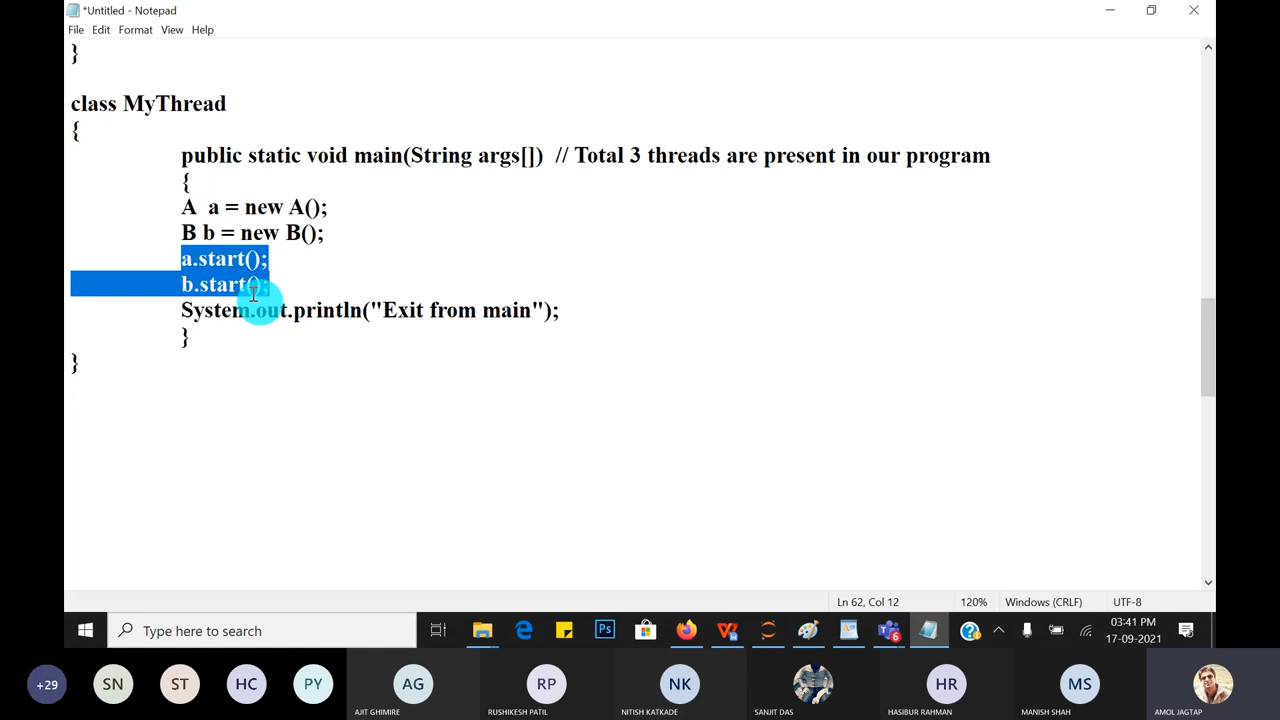 *Untitled - Notepad
File Edit Format View Help
}
class MyThread
{
public static void main(String args[]) // Total 3 threads are present in our program
{
A a = new A();
B b = new B();
a.start();
b.start();
System.out.println("Exit from main");
}
}
Ln 62, Col 12 120% Windows (CRLF) UTF-8
Type here to search
Ps
6
03:41 PM
17-09-2021
+29 SN ST HC PY AG RP NK HR MS
AJIT GHIMIRE RUSHIKESH PATIL NITISH KATKADE SANJIT DAS HASIBUR RAHMAN MANISH SHAH AMOL JAGTAP